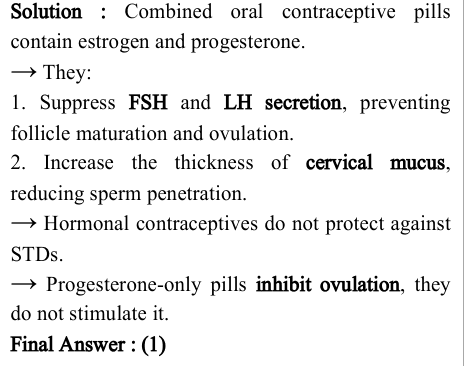 Solution : Combined oral contraceptive pills
contain estrogen and progesterone.
→ They:
1. Suppress FSH and LH secretion, preventing
follicle maturation and ovulation.
2. Increase the thickness of cervical mucus,
reducing sperm penetration.
→ Hormonal contraceptives do not protect against
STDs.
→ Progesterone-only pills inhibit ovulation, they
do not stimulate it.
Final Answer : (1)